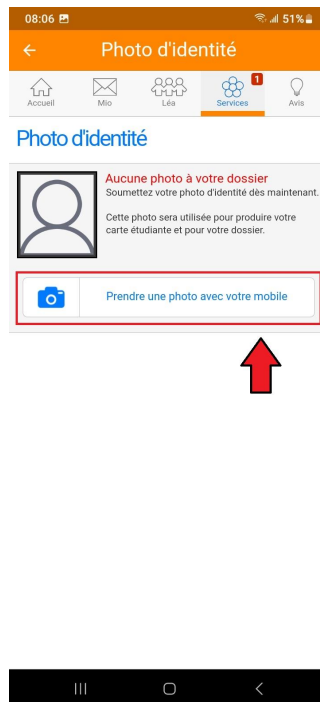 08:06 51%
Photo d'identité
Accueil Mio Léa Services 1 Avis
Photo d'identité
Aucune photo à votre dossier
Soumettez votre photo d'identité dès maintenant.
Cette photo sera utilisée pour produire votre
carte étudiante et pour votre dossier.
Prendre une photo avec votre mobile